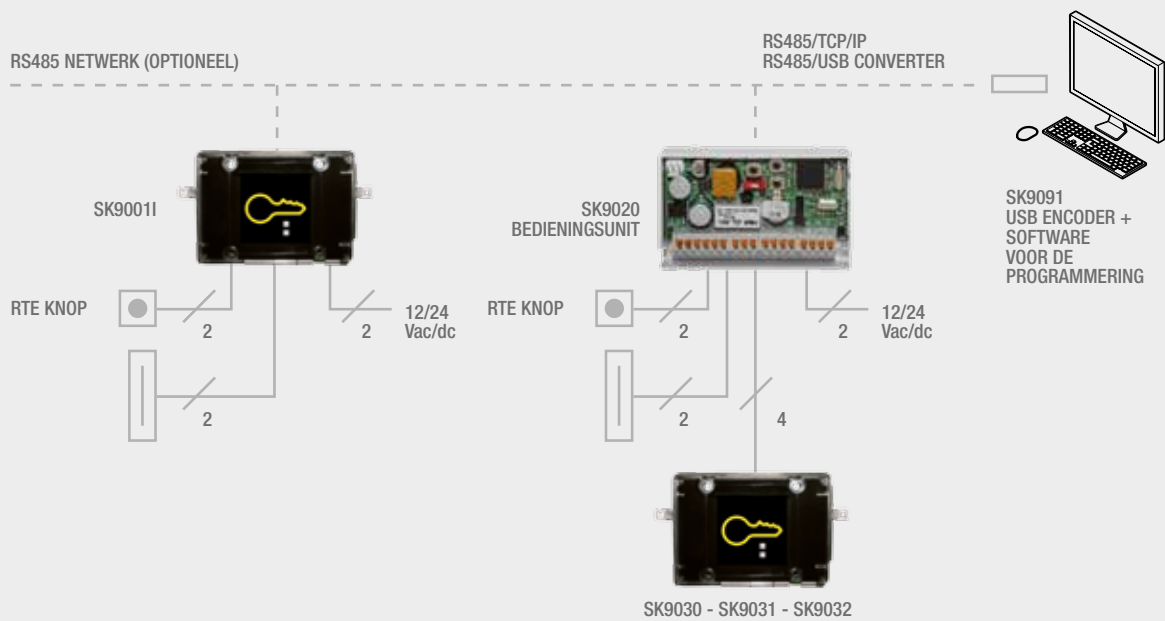 RS485 NETWERK (OPTIONEEL)
RS485/TCP/IP
RS485/USB CONVERTER
SK9001I
SK9020
BEDIENINGSUNIT
SK9091
USB ENCODER +
SOFTWARE
VOOR DE
PROGRAMMERING
RTE KNOP
2
2
12/24
Vac/dc
2
RTE KNOP
2
2
12/24
Vac/dc
2
4
SK9030 - SK9031 - SK9032